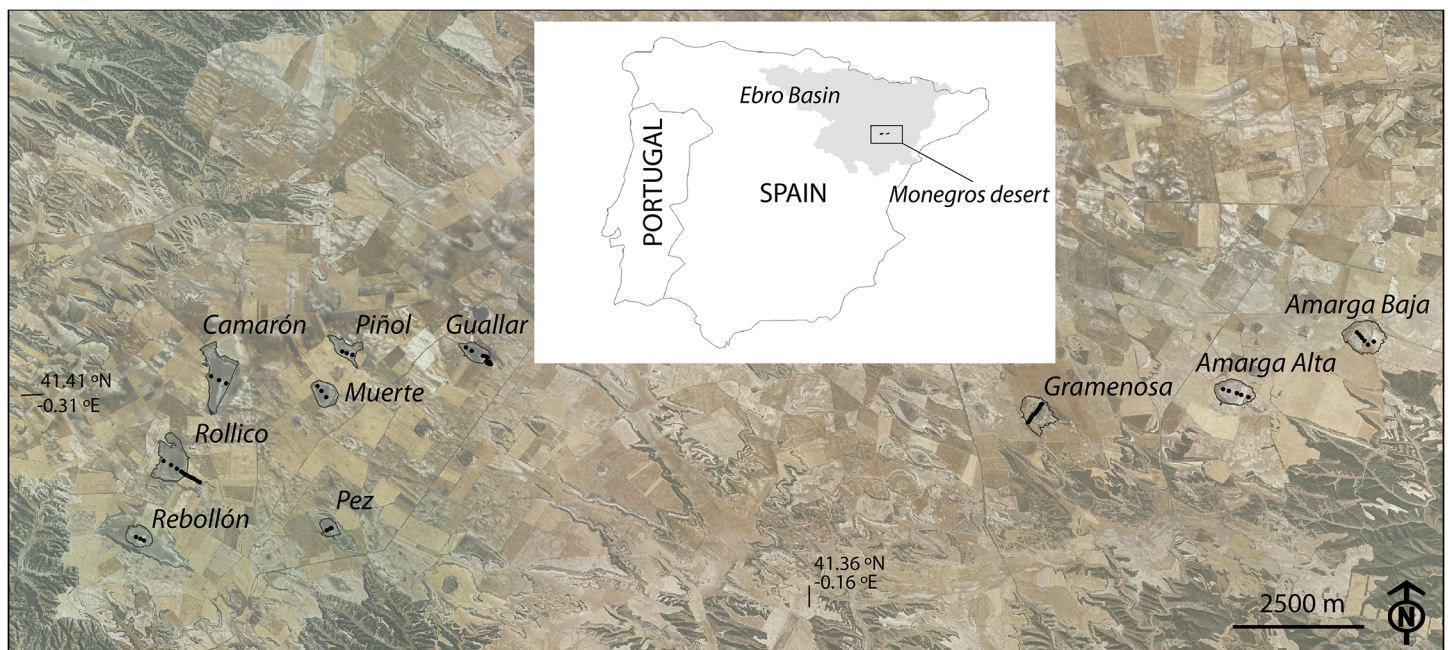 Ebro Basin
PORTUGAL
SPAIN
Monegros desert
Camarón
Piñol
Guallar
Amarga Baja
Amarga Alta
Gramenosa
41.41 ºN
-0.31 ºE
Muerte
Rollico
Pez
Rebollón
41.36 ºN
-0.16 ºE
2500 m
N